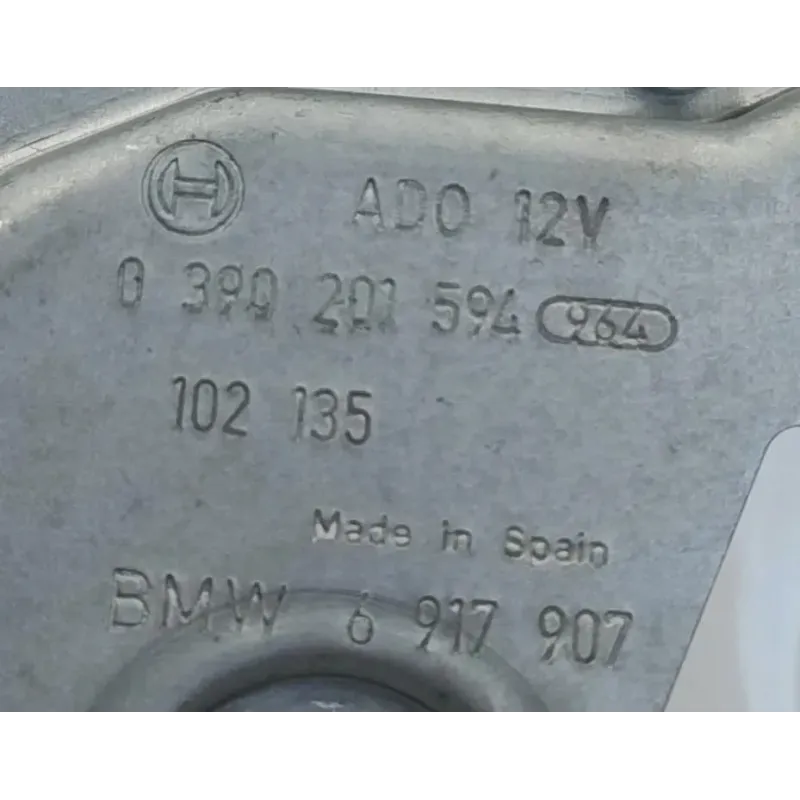 ADO 12V
0 390 201 594 964
102 135
Made in Spain
BMW 6 917 907